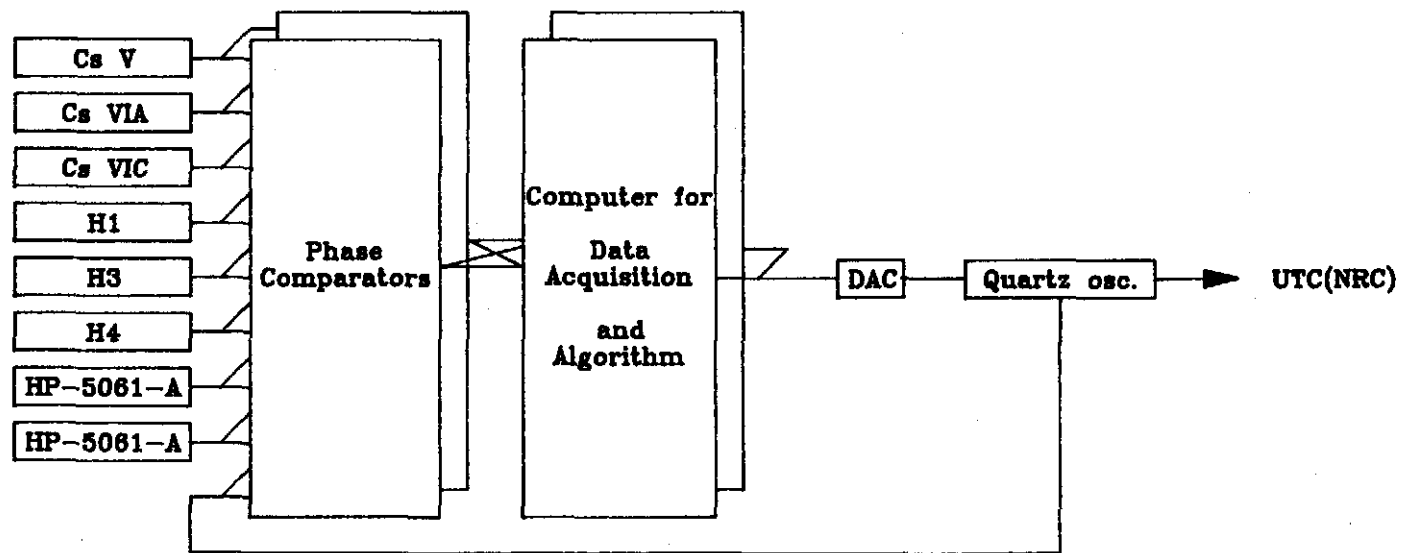 Cs V
Cs VIA
Cs VIC
H1
H3
H4
HP-5061-A
HP-5061-A
Phase
Comparators
Computer for
Data
Acquisition
and
Algorithm
DAC
Quartz osc.
UTC(NRC)